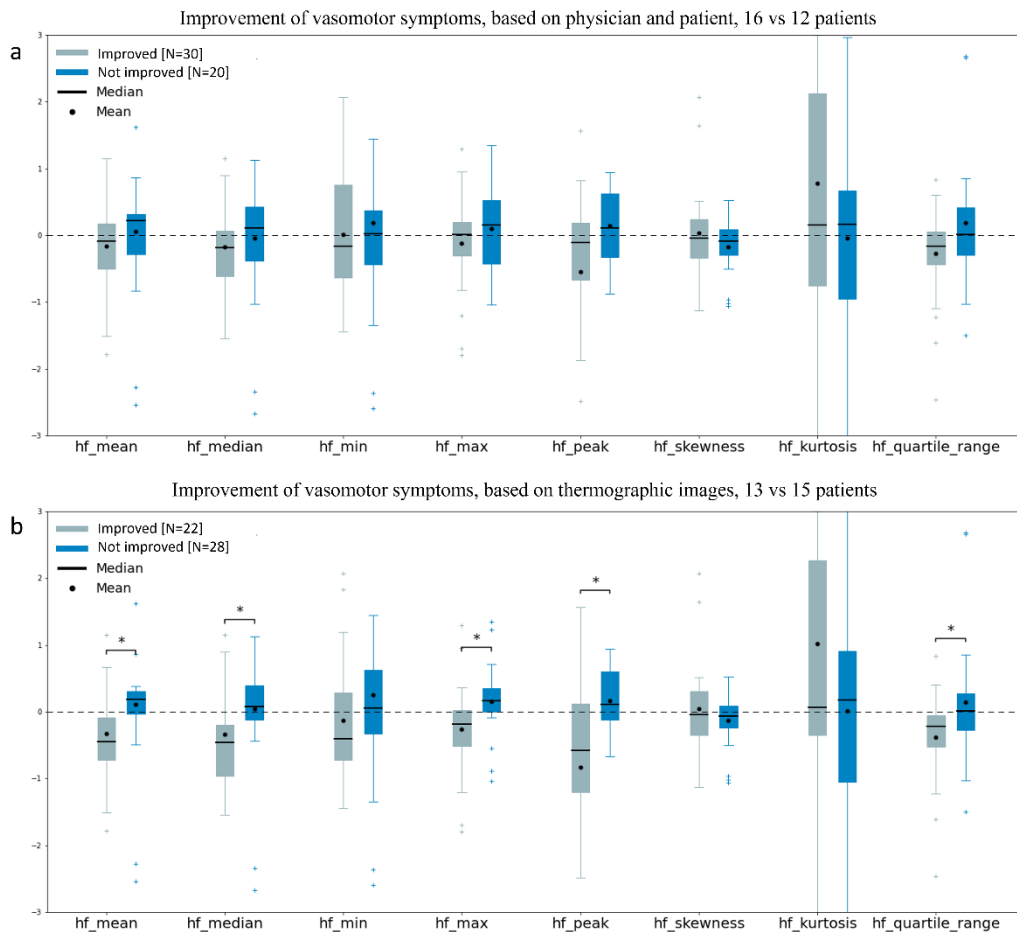 Improvement of vasomotor symptoms, based on physician and patient, 16 vs 12 patients
a
Improved [N=30]
Not improved [N=20]
Median
Mean
3
2
1
0
−1
−2
−3
hf_mean hf_median hf_min hf_max hf_peak hf_skewness hf_kurtosis hf_quartile_range
Improvement of vasomotor symptoms, based on thermographic images, 13 vs 15 patients
b
Improved [N=22]
Not improved [N=28]
Median
Mean
* * * * *
3
2
1
0
−1
−2
−3
hf_mean hf_median hf_min hf_max hf_peak hf_skewness hf_kurtosis hf_quartile_range